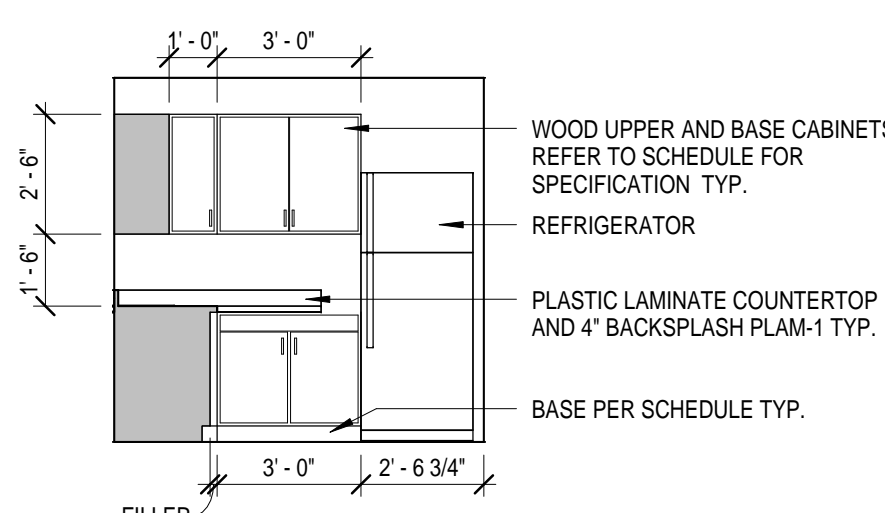 1' - 0" 3' - 0"
2' - 6"
1' - 6"
WOOD UPPER AND BASE CABINETS
REFER TO SCHEDULE FOR
SPECIFICATION TYP.
REFRIGERATOR
PLASTIC LAMINATE COUNTERTOP
AND 4" BACKSPLASH PLAM-1 TYP.
BASE PER SCHEDULE TYP.
3' - 0" 2' - 6 3/4"
FILLER